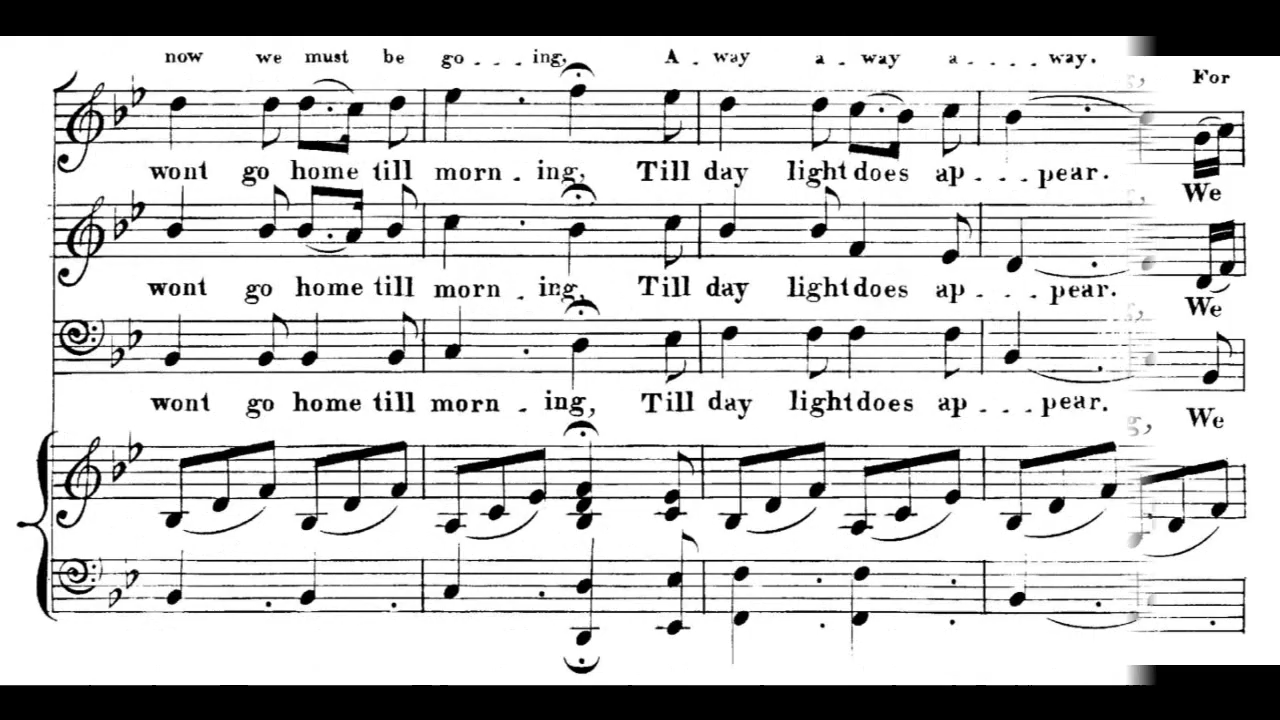 now we must be go . . . ing, A . way a . way a . . . . . way.
g, For
wont go home till morn . ing, Till day light does ap . . . pear.
We
wont go home till morn . ing, Till day light does ap . . . pear.
We
wont go home till morn . ing, Till day light does ap . . . pear.
g, We